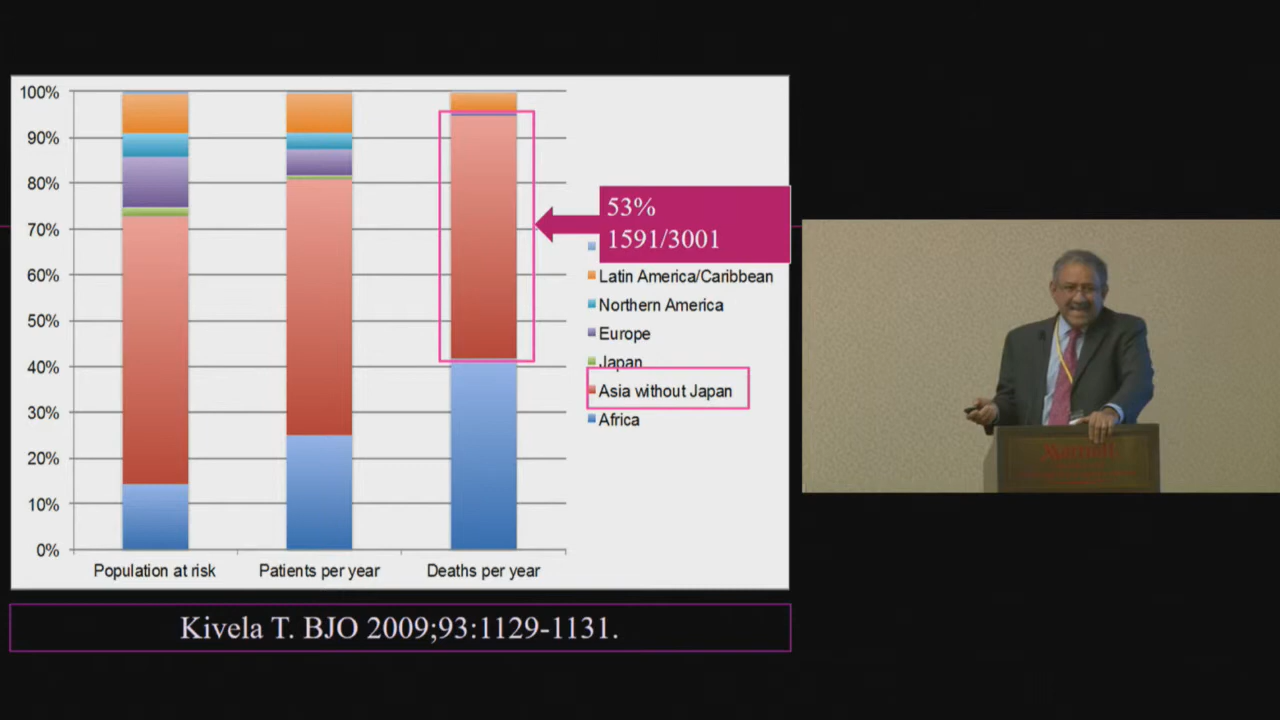 100%
90%
80%
70%
60%
50%
40%
30%
20%
10%
0%
Population at risk
Patients per year
Deaths per year
53%
1591/3001
Latin America/Caribbean
Northern America
Europe
Japan
Asia without Japan
Africa
Kivela T. BJO 2009;93:1129-1131.